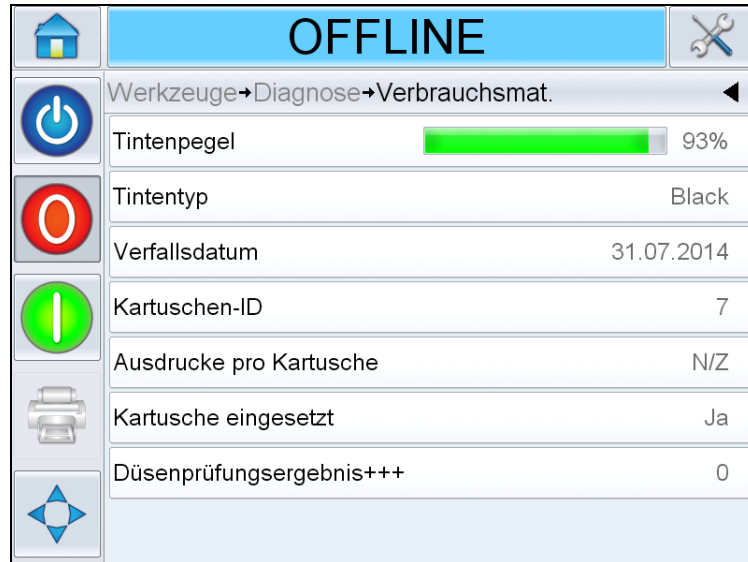 OFFLINE
Werkzeuge→Diagnose→Verbrauchsmat.
Tintenpegel 93%
Tintentyp Black
Verfallsdatum 31.07.2014
Kartuschen-ID 7
Ausdrucke pro Kartusche N/Z
Kartusche eingesetzt Ja
Düsenprüfungsergebnis+++ 0